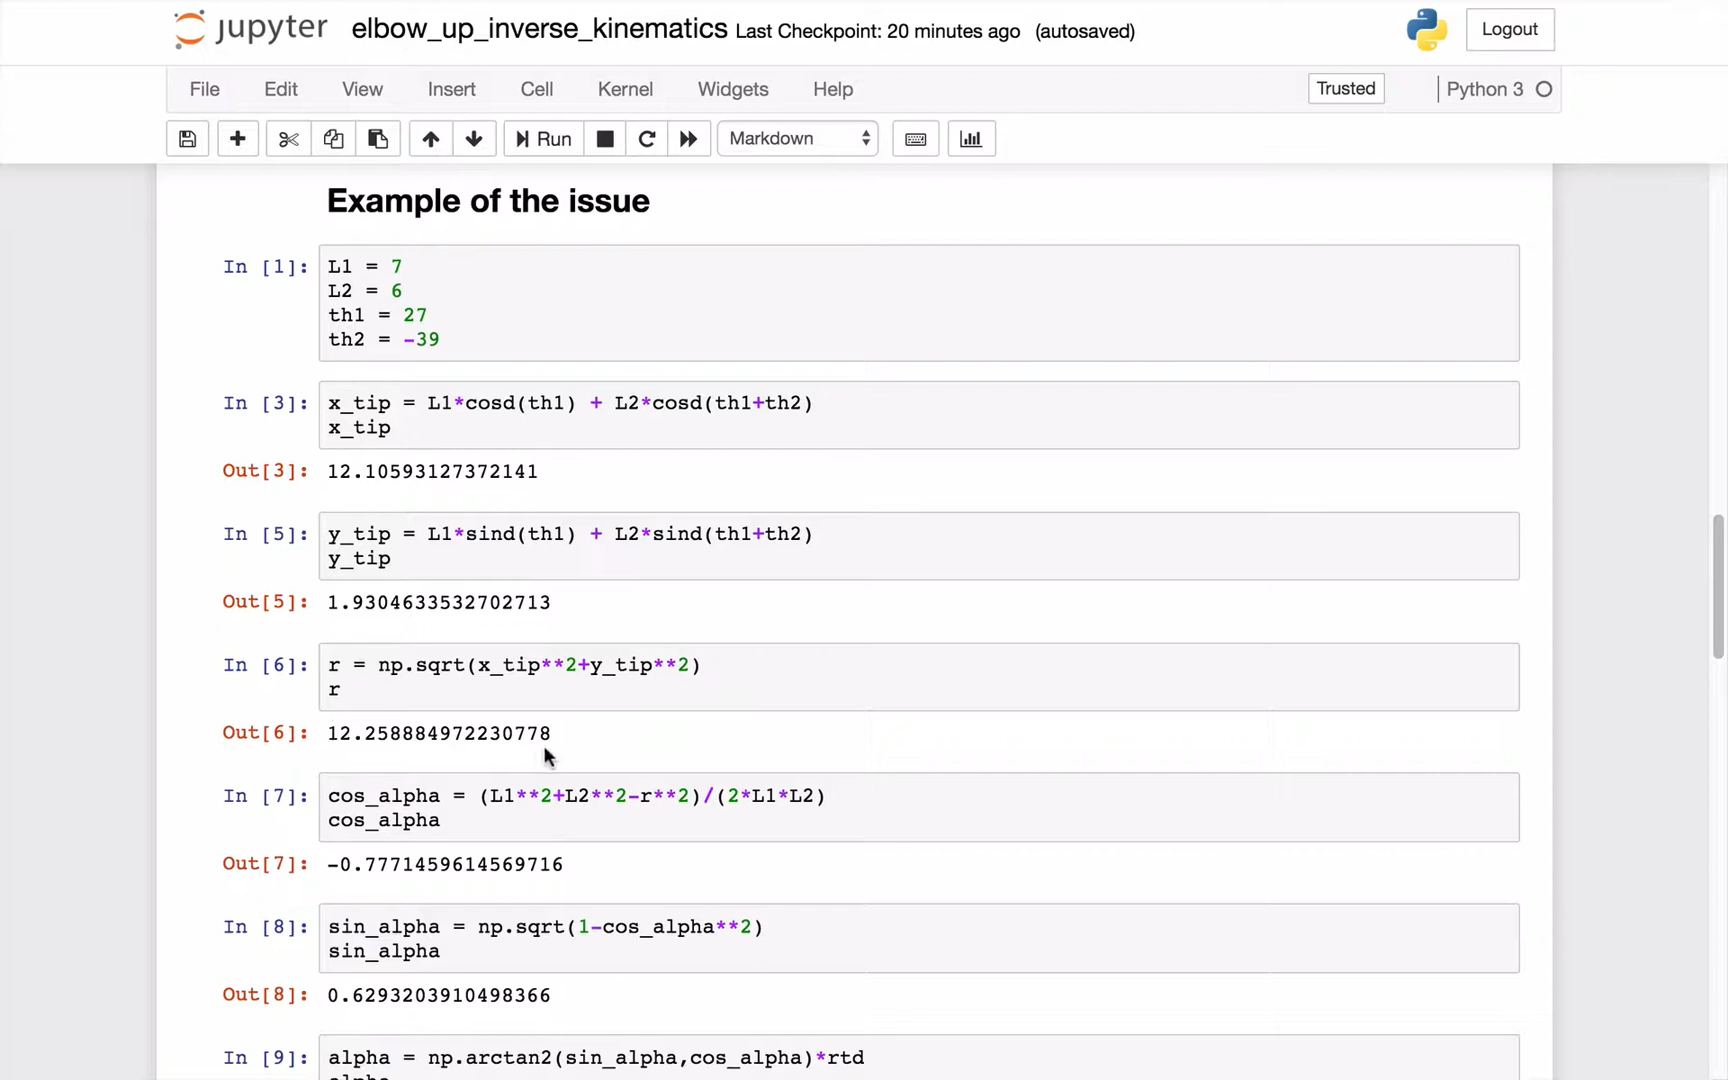 jupyter elbow_up_inverse_kinematics Last Checkpoint: 20 minutes ago (autosaved) Logout
File Edit View Insert Cell Kernel Widgets Help Trusted Python 3
Run Markdown
Example of the issue
In [1]: L1 = 7
L2 = 6
th1 = 27
th2 = -39
In [3]: x_tip = L1*cosd(th1) + L2*cosd(th1+th2)
x_tip
Out[3]: 12.10593127372141
In [5]: y_tip = L1*sind(th1) + L2*sind(th1+th2)
y_tip
Out[5]: 1.9304633532702713
In [6]: r = np.sqrt(x_tip**2+y_tip**2)
r
Out[6]: 12.258884972230778
In [7]: cos_alpha = (L1**2+L2**2-r**2)/(2*L1*L2)
cos_alpha
Out[7]: -0.7771459614569716
In [8]: sin_alpha = np.sqrt(1-cos_alpha**2)
sin_alpha
Out[8]: 0.6293203910498366
In [9]: alpha = np.arctan2(sin_alpha,cos_alpha)*rtd